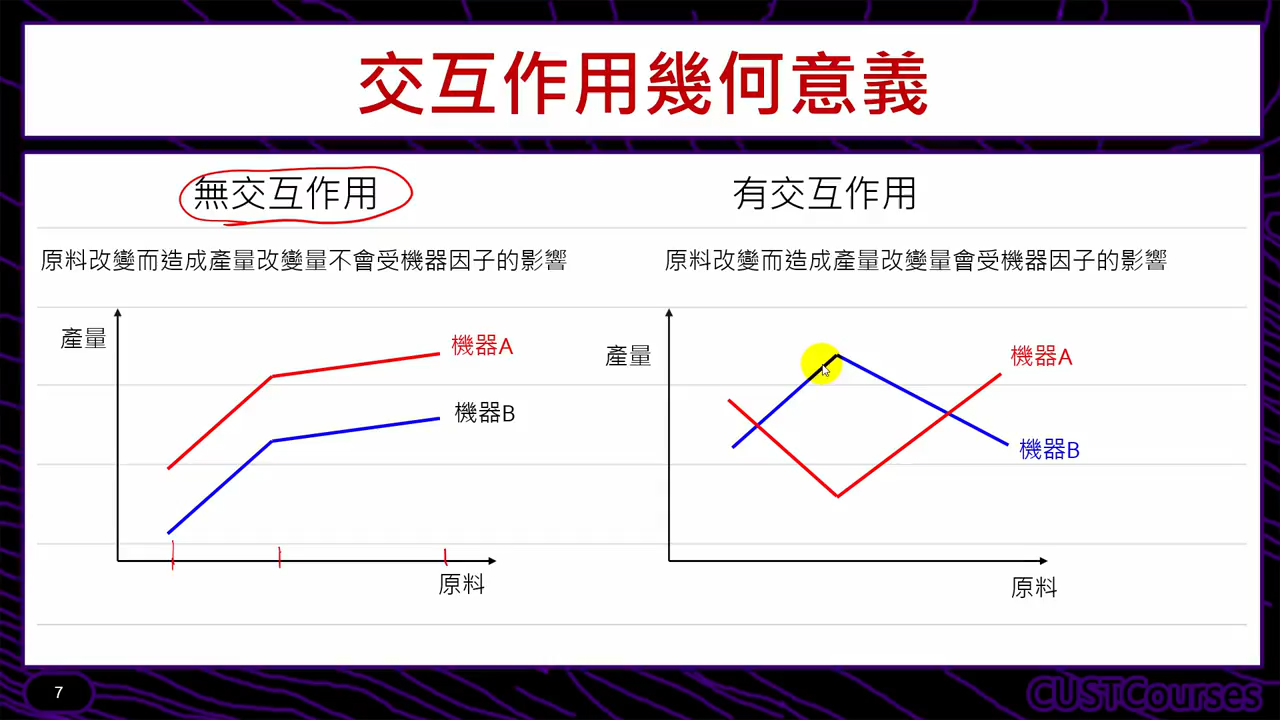 交互作用幾何意義
無交互作用
有交互作用
原料改變而造成產量改變量不會受機器因子的影響
原料改變而造成產量改變量會受機器因子的影響
產量
機器A
機器B
原料
產量
機器A
機器B
原料
7
CUSTCourses